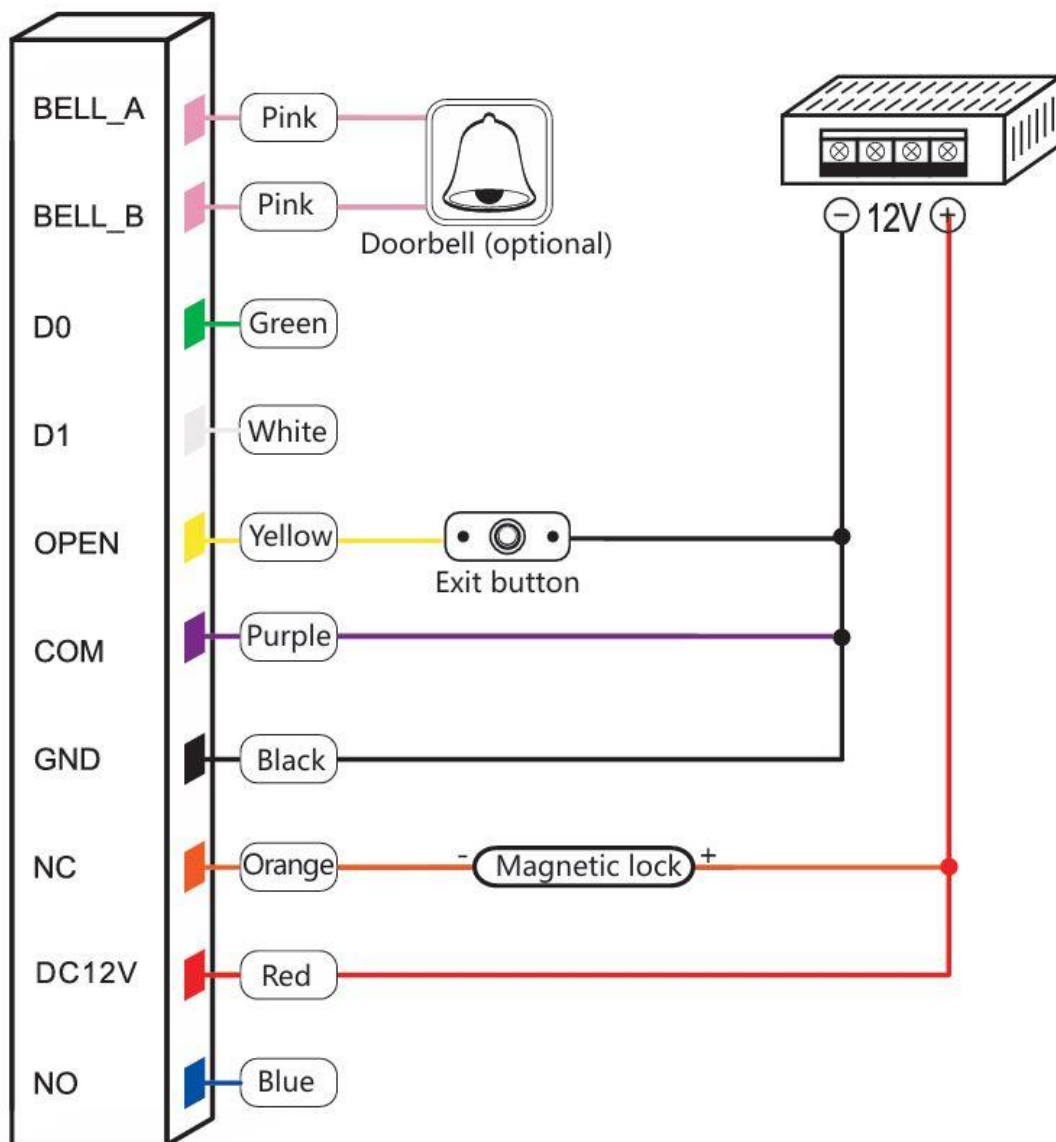 BELL_A
Pink
BELL_B
Pink
Doorbell (optional)
- 12V +
D0
Green
D1
White
OPEN
Yellow
Exit button
COM
Purple
GND
Black
NC
Orange
- Magnetic lock +
DC12V
Red
NO
Blue